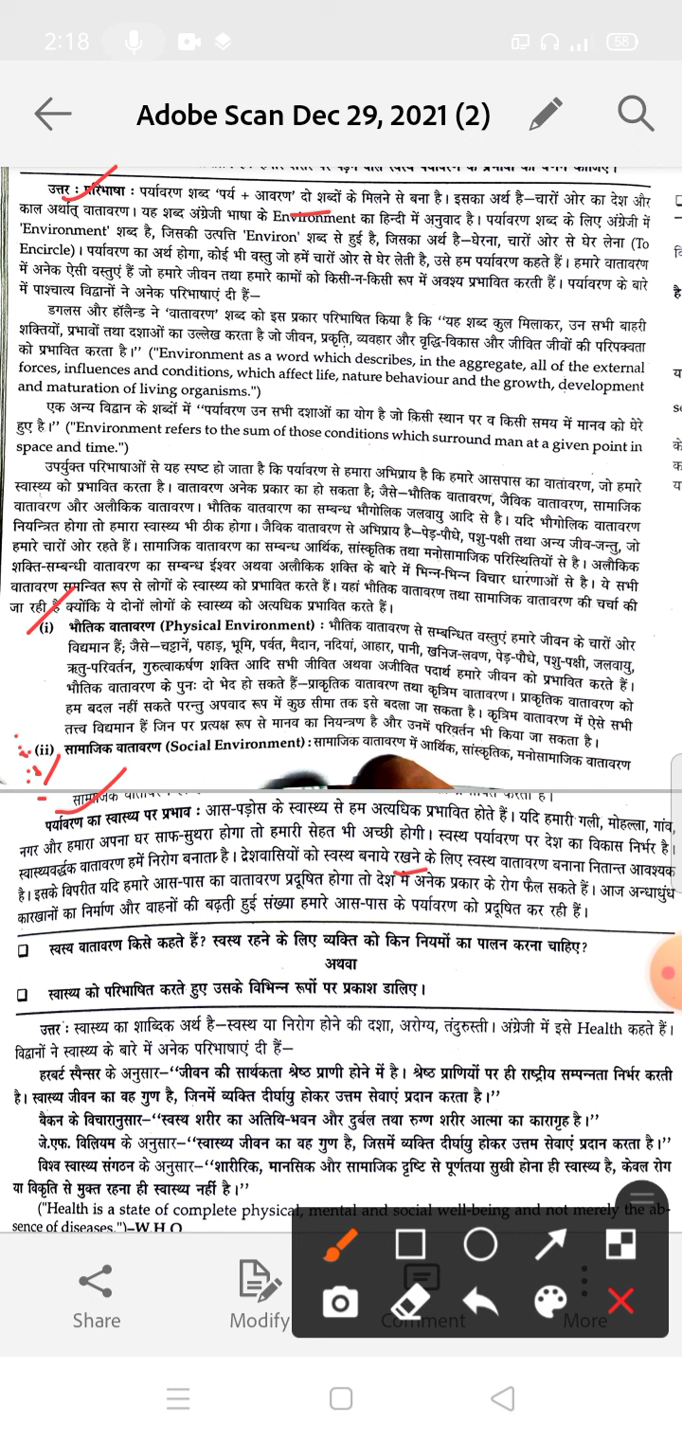 2:18
58
Adobe Scan Dec 29, 2021 (2)
उत्तर : परिभाषा : पर्यावरण शब्द 'पर्य + आवरण' दो शब्दों के मिलने से बना है। इसका अर्थ है–चारों ओर का देश और
काल अर्थात् वातावरण। यह शब्द अंग्रेजी भाषा के Environment का हिन्दी में अनुवाद है। पर्यावरण शब्द के लिए अंग्रेजी में
'Environment' शब्द है, जिसकी उत्पत्ति 'Environ' शब्द से हुई है, जिसका अर्थ है–घेरना, चारों ओर से घेर लेना (To
Encircle)। पर्यावरण का अर्थ होगा, कोई भी वस्तु जो हमें चारों ओर से घेर लेती है, उसे हम पर्यावरण कहते हैं। हमारे वातावरण
में अनेक ऐसी वस्तुएं हैं जो हमारे जीवन तथा हमारे कामों को किसी-न-किसी रूप में अवश्य प्रभावित करती हैं। पर्यावरण के बारे
में पाश्चात्य विद्वानों ने अनेक परिभाषाएं दी हैं–
डगलस और हॉलैण्ड ने 'वातावरण' शब्द को इस प्रकार परिभाषित किया है कि “यह शब्द कुल मिलाकर, उन सभी बाहरी
शक्तियों, प्रभावों तथा दशाओं का उल्लेख करता है जो जीवन, प्रकृति, व्यवहार और वृद्धि-विकास और जीवित जीवों की परिपक्वता
को प्रभावित करता है।” ("Environment as a word which describes, in the aggregate, all of the external
forces, influences and conditions, which affect life, nature behaviour and the growth, development
and maturation of living organisms.")
एक अन्य विद्वान के शब्दों में “पर्यावरण उन सभी दशाओं का योग है जो किसी स्थान पर व किसी समय में मानव को घेरे
हुए है।” ("Environment refers to the sum of those conditions which surround man at a given point in
space and time.")
उपर्युक्त परिभाषाओं से यह स्पष्ट हो जाता है कि पर्यावरण से हमारा अभिप्राय है कि हमारे आसपास का वातावरण, जो हमारे
स्वास्थ्य को प्रभावित करता है। वातावरण अनेक प्रकार का हो सकता है; जैसे–भौतिक वातावरण, जैविक वातावरण, सामाजिक
वातावरण और अलौकिक वातावरण। भौतिक वातवारण का सम्बन्ध भौगोलिक जलवायु आदि से है। यदि भौगोलिक वातावरण
नियन्त्रित होगा तो हमारा स्वास्थ्य भी ठीक होगा। जैविक वातावरण से अभिप्राय है–पेड़-पौधे, पशु-पक्षी तथा अन्य जीव-जन्तु, जो
हमारे चारों ओर रहते हैं। सामाजिक वातावरण का सम्बन्ध आर्थिक, सांस्कृतिक तथा मनोसामाजिक परिस्थितियों से है। अलौकिक
शक्ति-सम्बन्धी वातावरण का सम्बन्ध ईश्वर अथवा अलौकिक शक्ति के बारे में भिन्न-भिन्न विचार धारणाओं से है। ये सभी
वातावरण समन्वित रूप से लोगों के स्वास्थ्य को प्रभावित करते हैं। यहां भौतिक वातावरण तथा सामाजिक वातावरण की चर्चा की
जा रही है क्योंकि ये दोनों लोगों के स्वास्थ्य को अत्यधिक प्रभावित करते हैं।
(i) भौतिक वातावरण (Physical Environment) : भौतिक वातावरण से सम्बन्धित वस्तुएं हमारे जीवन के चारों ओर
विद्यमान हैं; जैसे–चट्टानें, पहाड़, भूमि, पर्वत, मैदान, नदियां, आहार, पानी, खनिज-लवण, पेड़-पौधे, पशु-पक्षी, जलवायु,
ऋतु-परिवर्तन, गुरुत्वाकर्षण शक्ति आदि सभी जीवित अथवा अजीवित पदार्थ हमारे जीवन को प्रभावित करते हैं।
भौतिक वातावरण के पुनः दो भेद हो सकते हैं–प्राकृतिक वातावरण तथा कृत्रिम वातावरण। प्राकृतिक वातावरण को
हम बदल नहीं सकते परन्तु अपवाद रूप में कुछ सीमा तक इसे बदला जा सकता है। कृत्रिम वातावरण में ऐसे सभी
तत्त्व विद्यमान हैं जिन पर प्रत्यक्ष रूप से मानव का नियन्त्रण है और उनमें परिवर्तन भी किया जा सकता है।
(ii) सामाजिक वातावरण (Social Environment) : सामाजिक वातावरण में आर्थिक, सांस्कृतिक, मनोसामाजिक वातावरण
सामाजिक
पर्यावरण का स्वास्थ्य पर प्रभाव : आस-पड़ोस के स्वास्थ्य से हम अत्यधिक प्रभावित होते हैं। यदि हमारी गली, मोहल्ला, गांव,
नगर और हमारा अपना घर साफ-सुथरा होगा तो हमारी सेहत भी अच्छी होगी। स्वस्थ पर्यावरण पर देश का विकास निर्भर है।
स्वास्थ्यवर्द्धक वातावरण हमें निरोग बनाता है। देशवासियों को स्वस्थ बनाये रखने के लिए स्वस्थ वातावरण बनाना नितान्त आवश्यक
है। इसके विपरीत यदि हमारे आस-पास का वातावरण प्रदूषित होगा तो देश में अनेक प्रकार के रोग फैल सकते हैं। आज अन्धाधुंध
कारखानों का निर्माण और वाहनों की बढ़ती हुई संख्या हमारे आस-पास के पर्यावरण को प्रदूषित कर रही हैं।
❑ स्वस्थ वातावरण किसे कहते हैं? स्वस्थ रहने के लिए व्यक्ति को किन नियमों का पालन करना चाहिए?
अथवा
❑ स्वास्थ्य को परिभाषित करते हुए उसके विभिन्न रूपों पर प्रकाश डालिए।
उत्तर : स्वास्थ्य का शाब्दिक अर्थ है–स्वस्थ या निरोग होने की दशा, अरोग्य, तंदुरुस्ती। अंग्रेजी में इसे Health कहते हैं।
विद्वानों ने स्वास्थ्य के बारे में अनेक परिभाषाएं दी हैं–
हरबर्ट स्पैन्सर के अनुसार–“जीवन की सार्थकता श्रेष्ठ प्राणी होने में है। श्रेष्ठ प्राणियों पर ही राष्ट्रीय सम्पन्नता निर्भर करती
है। स्वास्थ्य जीवन का वह गुण है, जिनमें व्यक्ति दीर्घायु होकर उत्तम सेवाएं प्रदान करता है।”
बैकन के विचारानुसार–“स्वस्थ शरीर का अतिथि-भवन और दुर्बल तथा रुग्ण शरीर आत्मा का कारागृह है।”
जे.एफ. विलियम के अनुसार–“स्वास्थ्य जीवन का वह गुण है, जिसमें व्यक्ति दीर्घायु होकर उत्तम सेवाएं प्रदान करता है।”
विश्व स्वास्थ्य संगठन के अनुसार–“शारीरिक, मानसिक और सामाजिक दृष्टि से पूर्णतया सुखी होना ही स्वास्थ्य है, केवल रोग
या विकृति से मुक्त रहना ही स्वास्थ्य नहीं है।”
("Health is a state of complete physical, mental and social well-being and not merely the ab-
sence of diseases.")–W.H.O.
Share
Modify
Comment
More